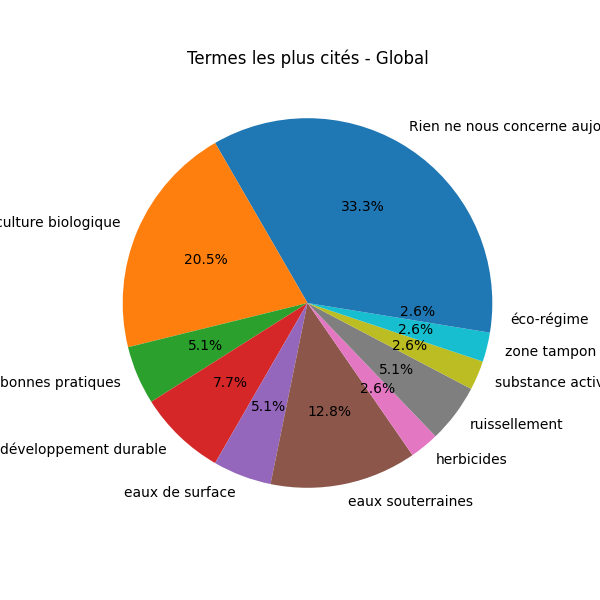 Termes les plus cités - Global
Rien ne nous concerne aujo
33.3%
culture biologique
20.5%
bonnes pratiques
5.1%
développement durable
7.7%
eaux de surface
5.1%
eaux souterraines
12.8%
herbicides
2.6%
ruissellement
5.1%
substance activ
2.6%
zone tampon
2.6%
éco-régime
2.6%